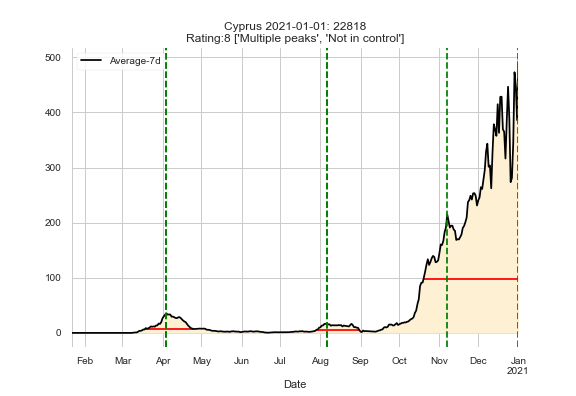 Cyprus 2021-01-01: 22818
Rating:8 ['Multiple peaks', 'Not in control']
Average-7d
500
400
300
200
100
0
Feb Mar Apr May Jun Jul Aug Sep Oct Nov Dec Jan
2021
Date